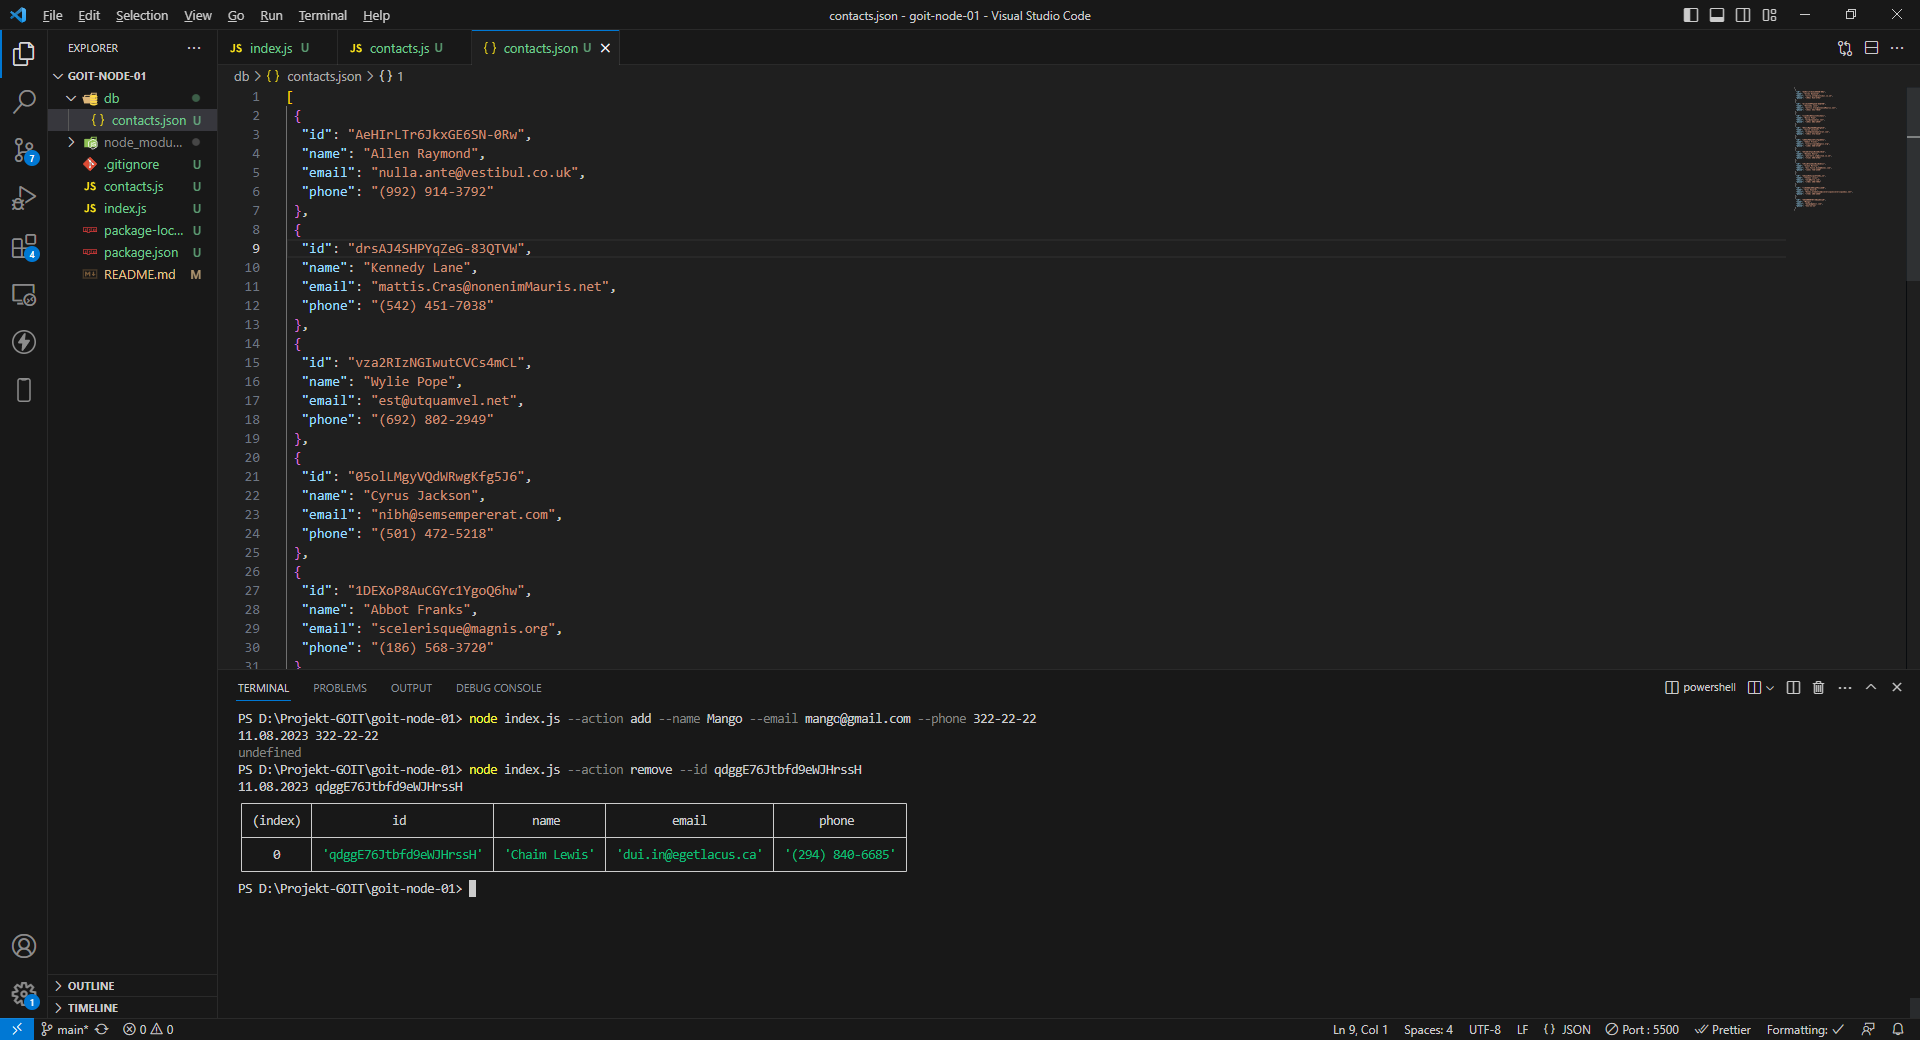 File Edit Selection View Go Run Terminal Help
contacts.json - goit-node-01 - Visual Studio Code
EXPLORER
GOIT-NODE-01
db
{} contacts.json U
node_modu...
.gitignore U
JS contacts.js U
JS index.js U
package-loc... U
package.json U
README.md M
OUTLINE
TIMELINE
7
4
1
JS index.js U
JS contacts.js U
{} contacts.json U
db > {} contacts.json > {} 1
1 [
2 {
3 "id": "AeHIrLTr6JkxGE6SN-0Rw",
4 "name": "Allen Raymond",
5 "email": "nulla.ante@vestibul.co.uk",
6 "phone": "(992) 914-3792"
7 },
8 {
9 "id": "drsAJ4SHPYqZeG-83QTVW",
10 "name": "Kennedy Lane",
11 "email": "mattis.Cras@nonenimMauris.net",
12 "phone": "(542) 451-7038"
13 },
14 {
15 "id": "vza2RIzNGIwutCVCs4mCL",
16 "name": "Wylie Pope",
17 "email": "est@utquamvel.net",
18 "phone": "(692) 802-2949"
19 },
20 {
21 "id": "05olLMgyVQdWRwgKfg5J6",
22 "name": "Cyrus Jackson",
23 "email": "nibh@semsempererat.com",
24 "phone": "(501) 472-5218"
25 },
26 {
27 "id": "1DEXoP8AuCGYc1YgoQ6hw",
28 "name": "Abbot Franks",
29 "email": "scelerisque@magnis.org",
30 "phone": "(186) 568-3720"
31 }
TERMINAL PROBLEMS OUTPUT DEBUG CONSOLE
powershell
PS D:\Projekt-GOIT\goit-node-01> node index.js --action add --name Mango --email mango@gmail.com --phone 322-22-22
11.08.2023 322-22-22
undefined
PS D:\Projekt-GOIT\goit-node-01> node index.js --action remove --id qdggE76Jtbfd9eWJHrssH
11.08.2023 qdggE76Jtbfd9eWJHrssH
(index) id name email phone
0 'qdggE76Jtbfd9eWJHrssH' 'Chaim Lewis' 'dui.in@egetlacus.ca' '(294) 840-6685'
PS D:\Projekt-GOIT\goit-node-01>
main* 0 0
Ln 9, Col 1 Spaces: 4 UTF-8 LF {} JSON Port : 5500 Prettier Formatting: